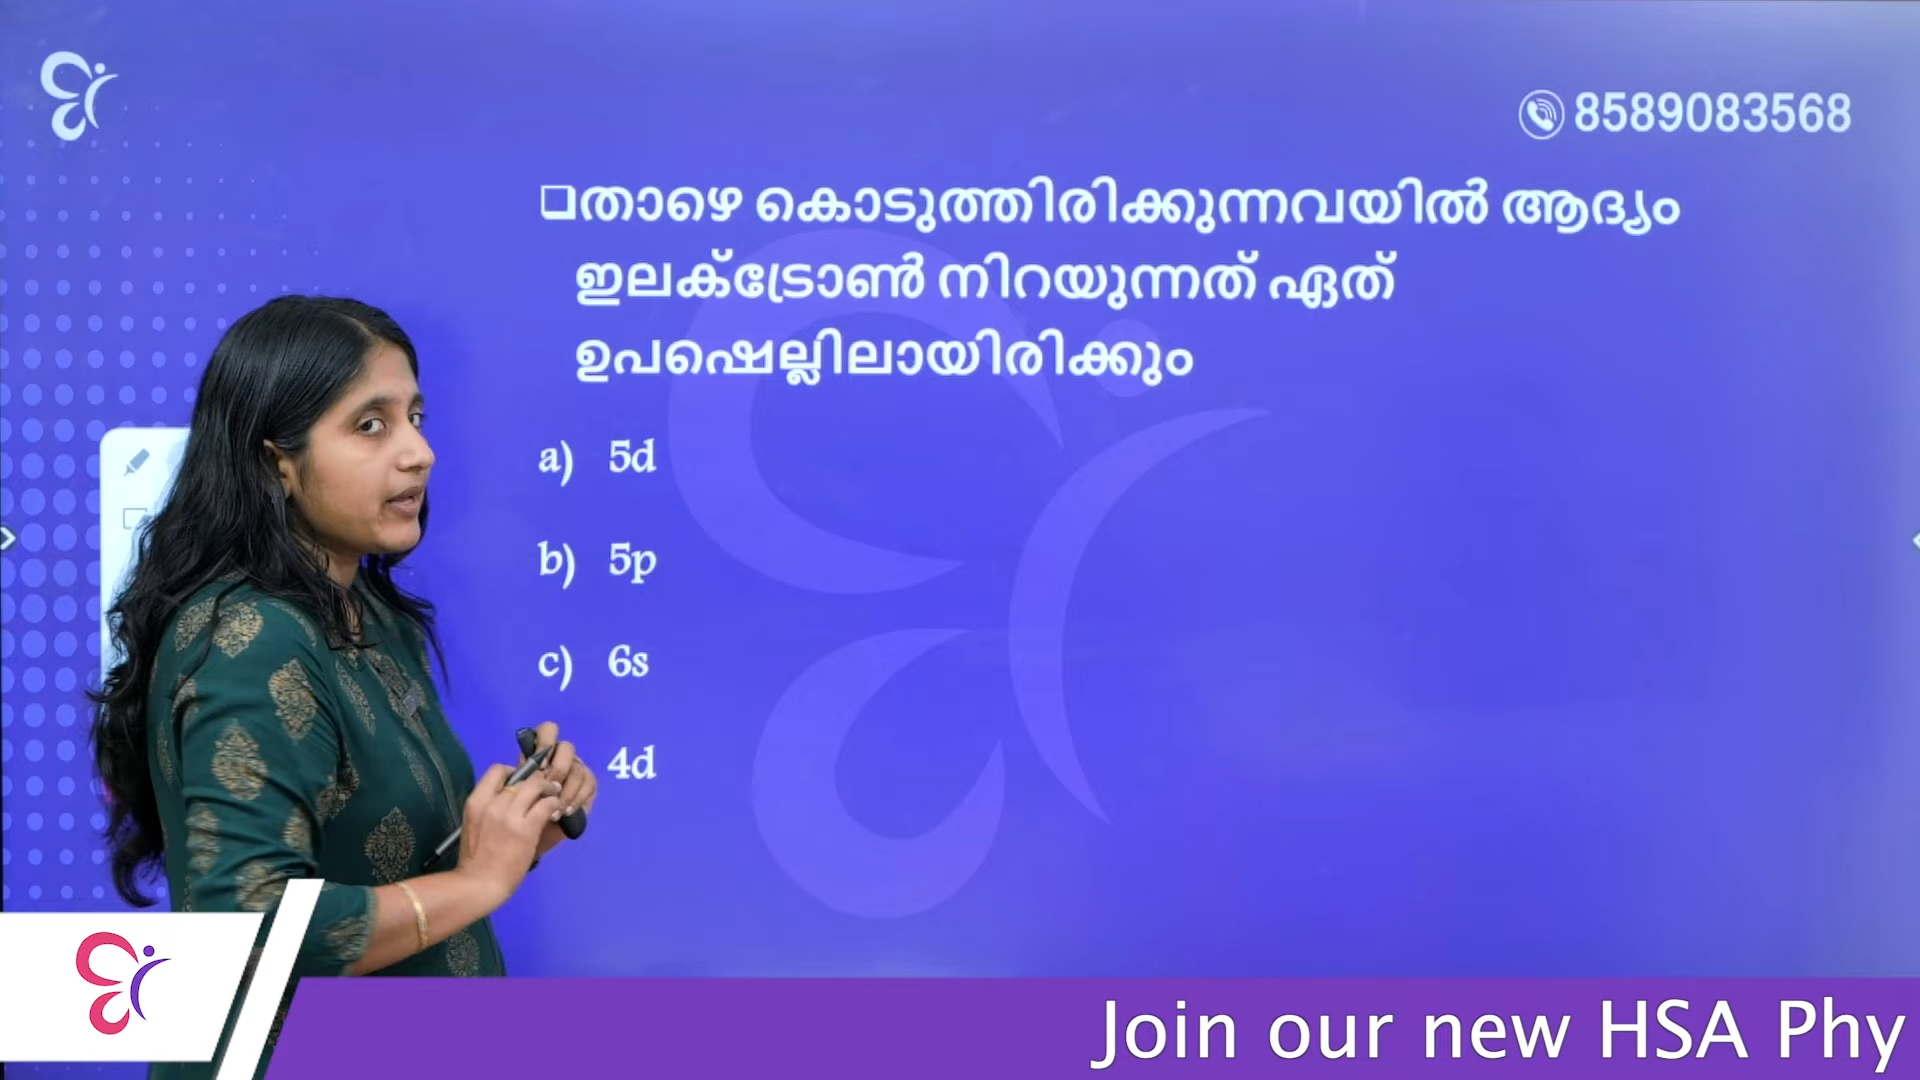 8589083568
❑താഴെ കൊടുത്തിരിക്കുന്നവയിൽ ആദ്യം
ഇലക്ട്രോൺ നിറയുന്നത് ഏത്
ഉപഷെല്ലിലായിരിക്കും
a) 5d
b) 5p
c) 6s
4d
Join our new HSA Phy